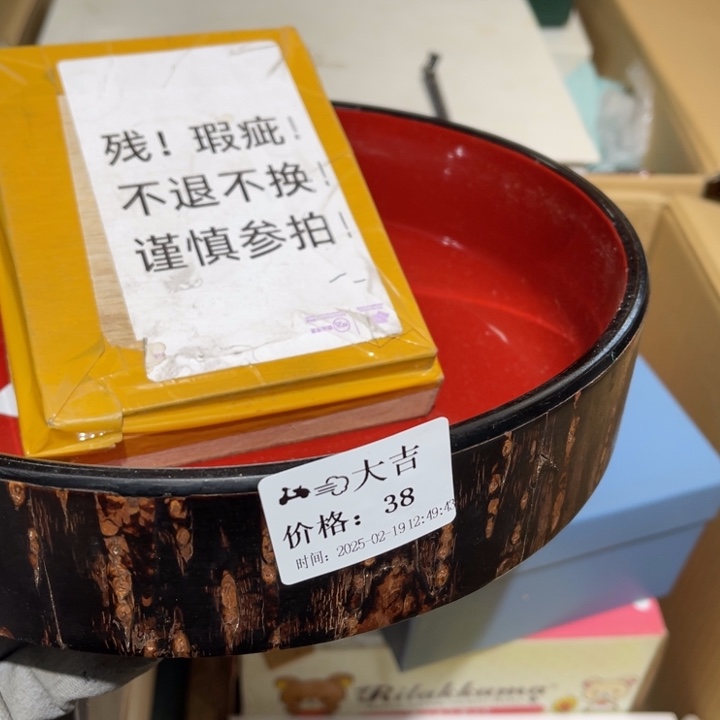 残！瑕疵！
不退不换！
谨慎参拍！
大吉
价格：38
时间：2025-02-19 12:49:43
Rilakkuma